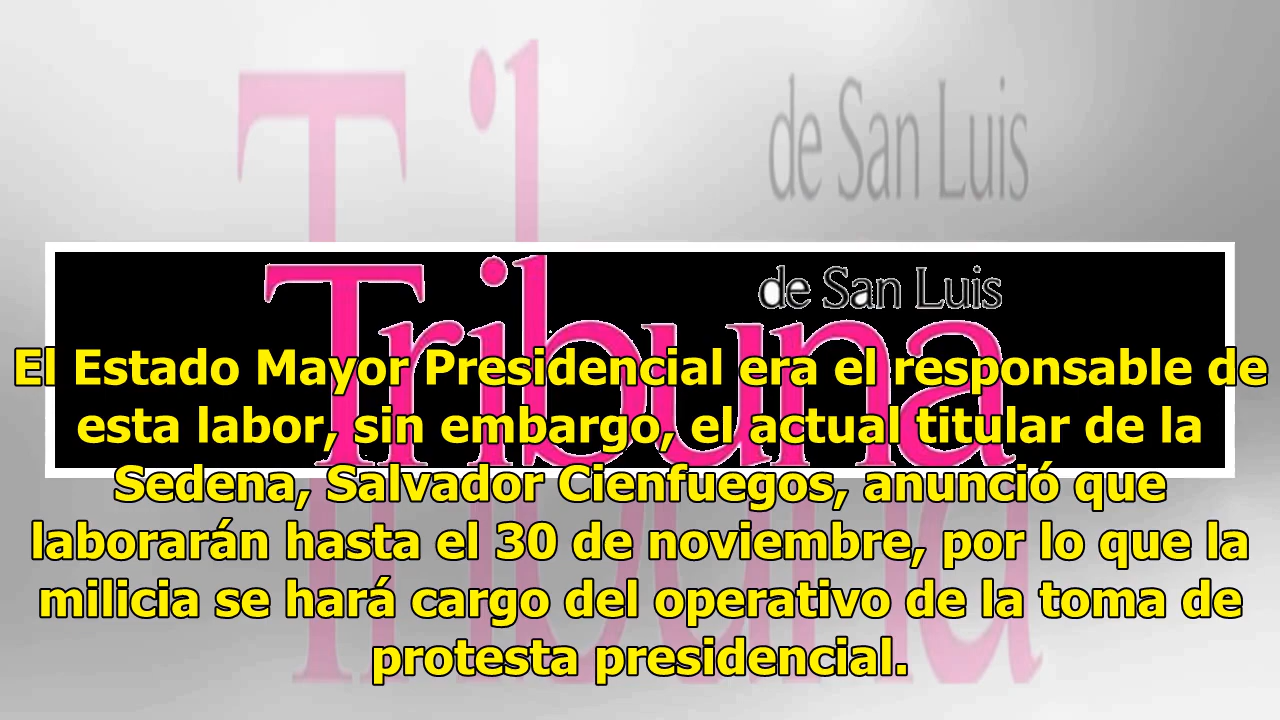 de San Luis
Tribuna
de San Luis
Tribuna
El Estado Mayor Presidencial era el responsable de
esta labor, sin embargo, el actual titular de la
Sedena, Salvador Cienfuegos, anunció que
laborarán hasta el 30 de noviembre, por lo que la
milicia se hará cargo del operativo de la toma de
protesta presidencial.